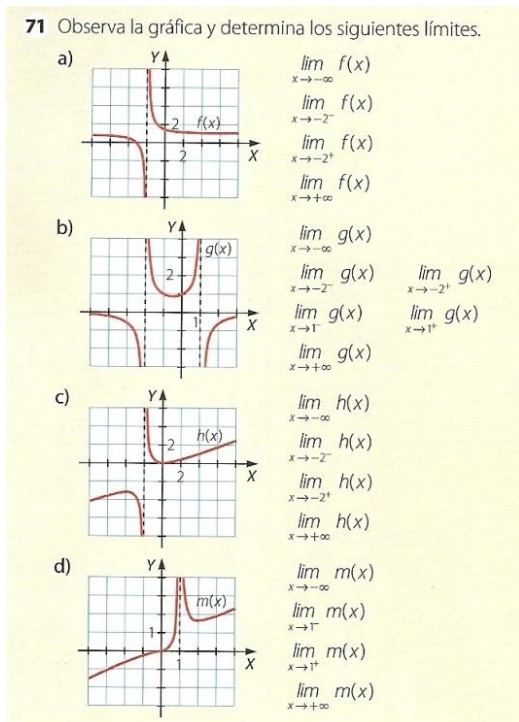 71 Observa la gráfica y determina los siguientes límites.
a)
Y
2 f(x)
2 X
lim f(x)
x→−∞
lim f(x)
x→−2⁻
lim f(x)
x→−2⁺
lim f(x)
x→+∞
b)
Y
g(x)
2
1 X
lim g(x)
x→−∞
lim g(x) lim g(x)
x→−2⁻ x→−2⁺
lim g(x) lim g(x)
x→1⁻ x→1⁺
lim g(x)
x→+∞
c)
Y
2 h(x)
2 X
lim h(x)
x→−∞
lim h(x)
x→−2⁻
lim h(x)
x→−2⁺
lim h(x)
x→+∞
d)
Y
m(x)
1
1 X
lim m(x)
x→−∞
lim m(x)
x→1⁻
lim m(x)
x→1⁺
lim m(x)
x→+∞